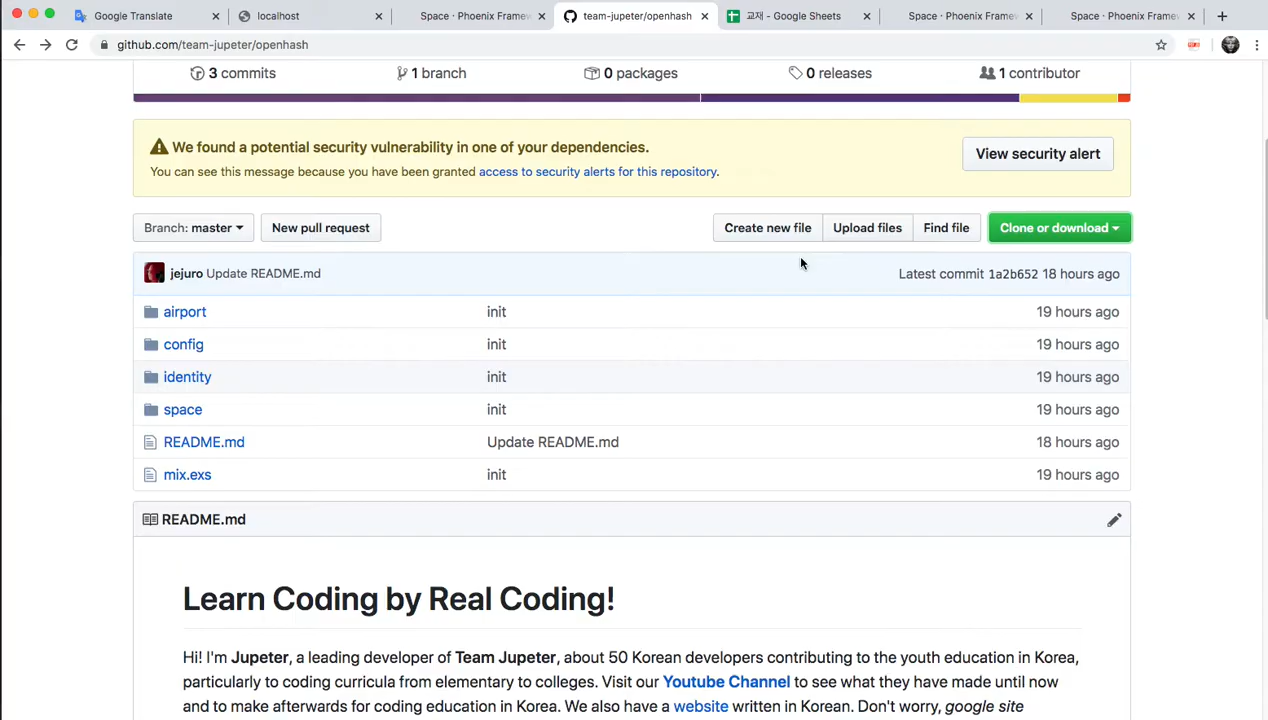 Google Translate
localhost
Space · Phoenix Framew
team-jupeter/openhash
교재 - Google Sheets
Space · Phoenix Framew
Space · Phoenix Framew
github.com/team-jupeter/openhash
3 commits
1 branch
0 packages
0 releases
1 contributor
We found a potential security vulnerability in one of your dependencies.
You can see this message because you have been granted access to security alerts for this repository.
View security alert
Branch: master
New pull request
Create new file
Upload files
Find file
Clone or download
jejuro Update README.md
Latest commit 1a2b652 18 hours ago
airport init 19 hours ago
config init 19 hours ago
identity init 19 hours ago
space init 19 hours ago
README.md Update README.md 18 hours ago
mix.exs init 19 hours ago
README.md
Learn Coding by Real Coding!
Hi! I'm Jupeter, a leading developer of Team Jupeter, about 50 Korean developers contributing to the youth education in Korea,
particularly to coding curricula from elementary to colleges. Visit our Youtube Channel to see what they have made until now
and to make afterwards for coding education in Korea. We also have a website written in Korean. Don't worry, google site